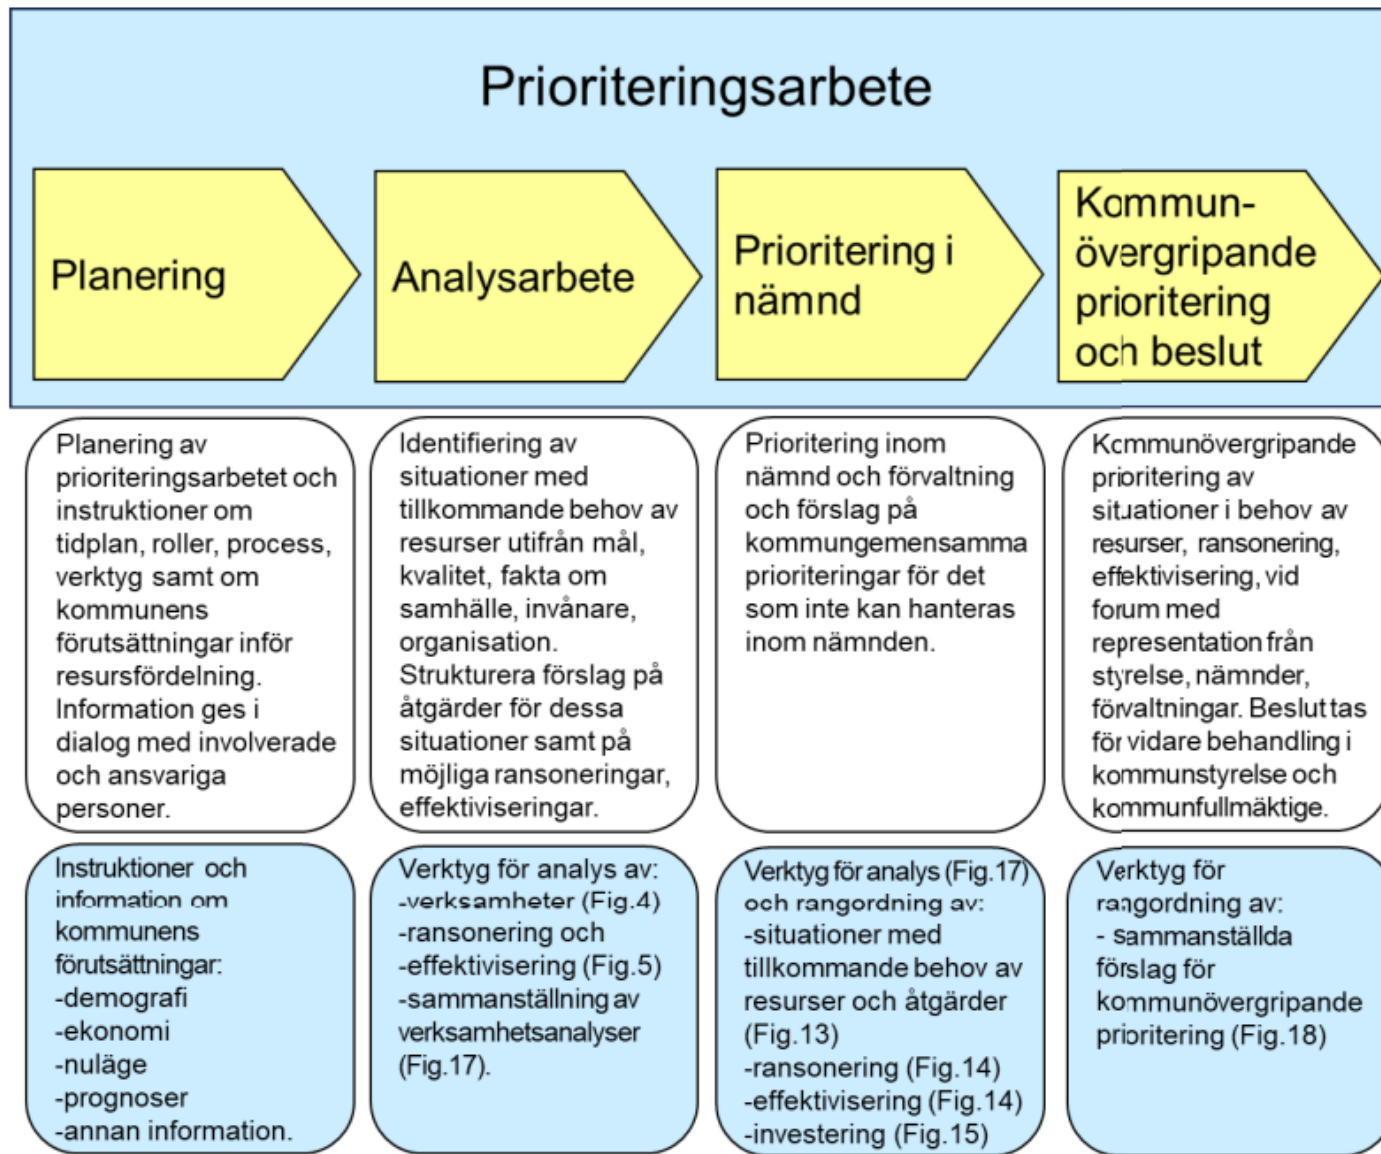 Prioriteringsarbete
Planering
Analysarbete
Prioritering i
nämnd
Kommun-
övergripande
prioritering
och beslut
Planering av
prioriteringsarbetet och
instruktioner om
tidplan, roller, process,
verktyg samt om
kommunens
förutsättningar inför
resursfördelning.
Information ges i
dialog med involverade
och ansvariga
personer.
Identifiering av
situationer med
tillkommande behov av
resurser utifrån mål,
kvalitet, fakta om
samhälle, invånare,
organisation.
Strukturera förslag på
åtgärder för dessa
situationer samt på
möjliga ransoneringar,
effektiviseringar.
Prioritering inom
nämnd och förvaltning
och förslag på
kommungemensamma
prioriteringar för det
som inte kan hanteras
inom nämnden.
Kommunövergripande
prioritering av
situationer i behov av
resurser, ransonering,
effektivisering, vid
forum med
representation från
styrelse, nämnder,
förvaltningar. Beslut tas
för vidare behandling i
kommunstyrelse och
kommunfullmäktige.
Instruktioner och
information om
kommunens
förutsättningar:
-demografi
-ekonomi
-nuläge
-prognoser
-annan information.
Verktyg för analys av:
-verksamheter (Fig.4)
-ransonering och
-effektivisering (Fig.5)
-sammanställning av
verksamhetsanalyser
(Fig.17).
Verktyg för analys (Fig.17)
och rangordning av:
-situationer med
tillkommande behov av
resurser och åtgärder
(Fig.13)
-ransonering (Fig.14)
-effektivisering (Fig.14)
-investering (Fig.15)
Verktyg för
rangordning av:
- sammanställda
förslag för
kommunövergripande
prioritering (Fig.18)